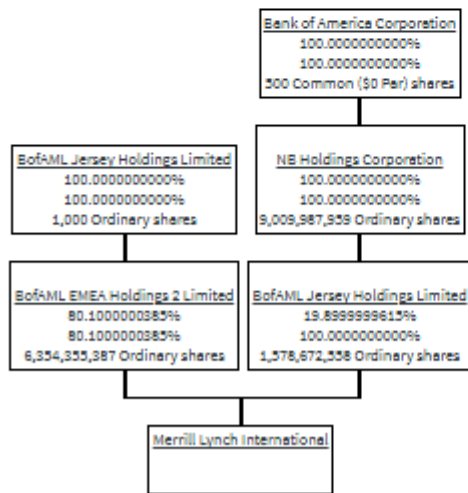 Bank of America Corporation
100.0000000000%
100.0000000000%
300 Common ($0 Par) shares
BofAML Jersey Holdings Limited
100.0000000000%
100.0000000000%
1,000 Ordinary shares
NB Holdings Corporation
100.0000000000%
100.0000000000%
9,009,987,939 Ordinary shares
BofAML EMEA Holdings 2 Limited
80.1000000385%
80.1000000385%
6,354,355,387 Ordinary shares
BofAML Jersey Holdings Limited
19.8999999615%
100.0000000000%
1,578,672,558 Ordinary shares
Merrill Lynch International